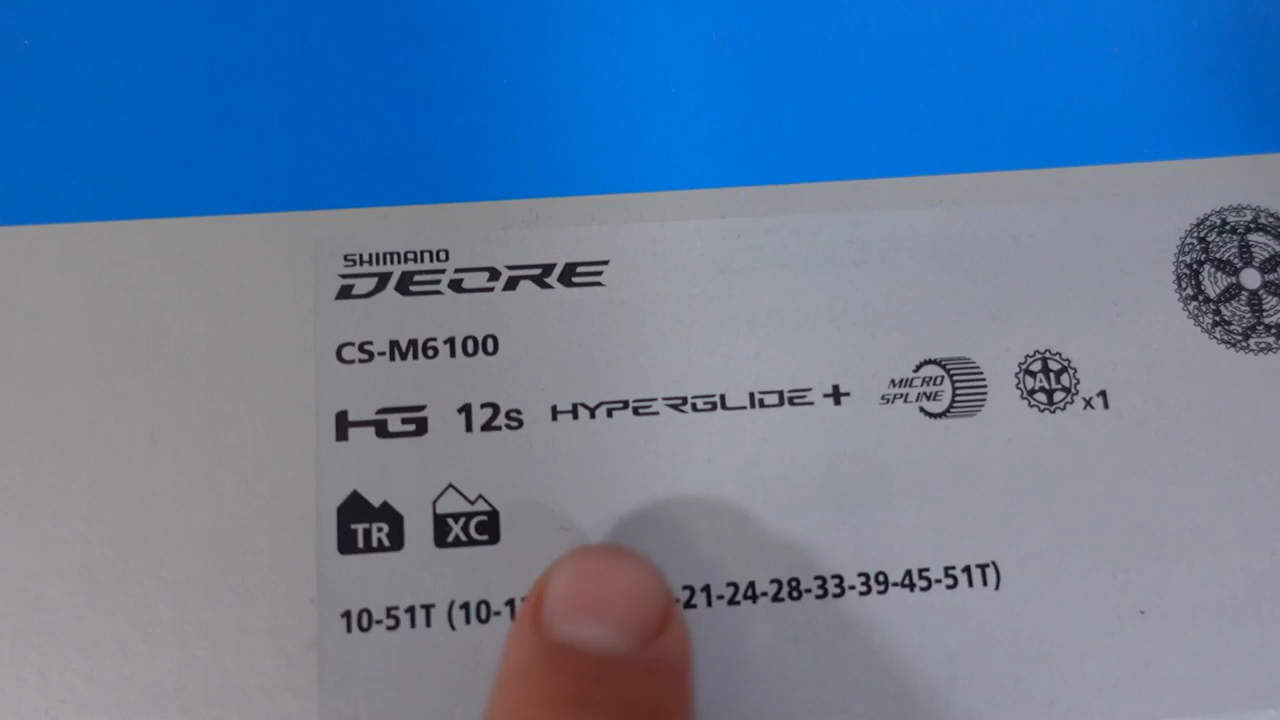 SHIMANO
DEORE
CS-M6100
HG 12s HYPERGLIDE+ MICRO SPLINE AL x1
TR XC
10-51T (10-1 -21-24-28-33-39-45-51T)